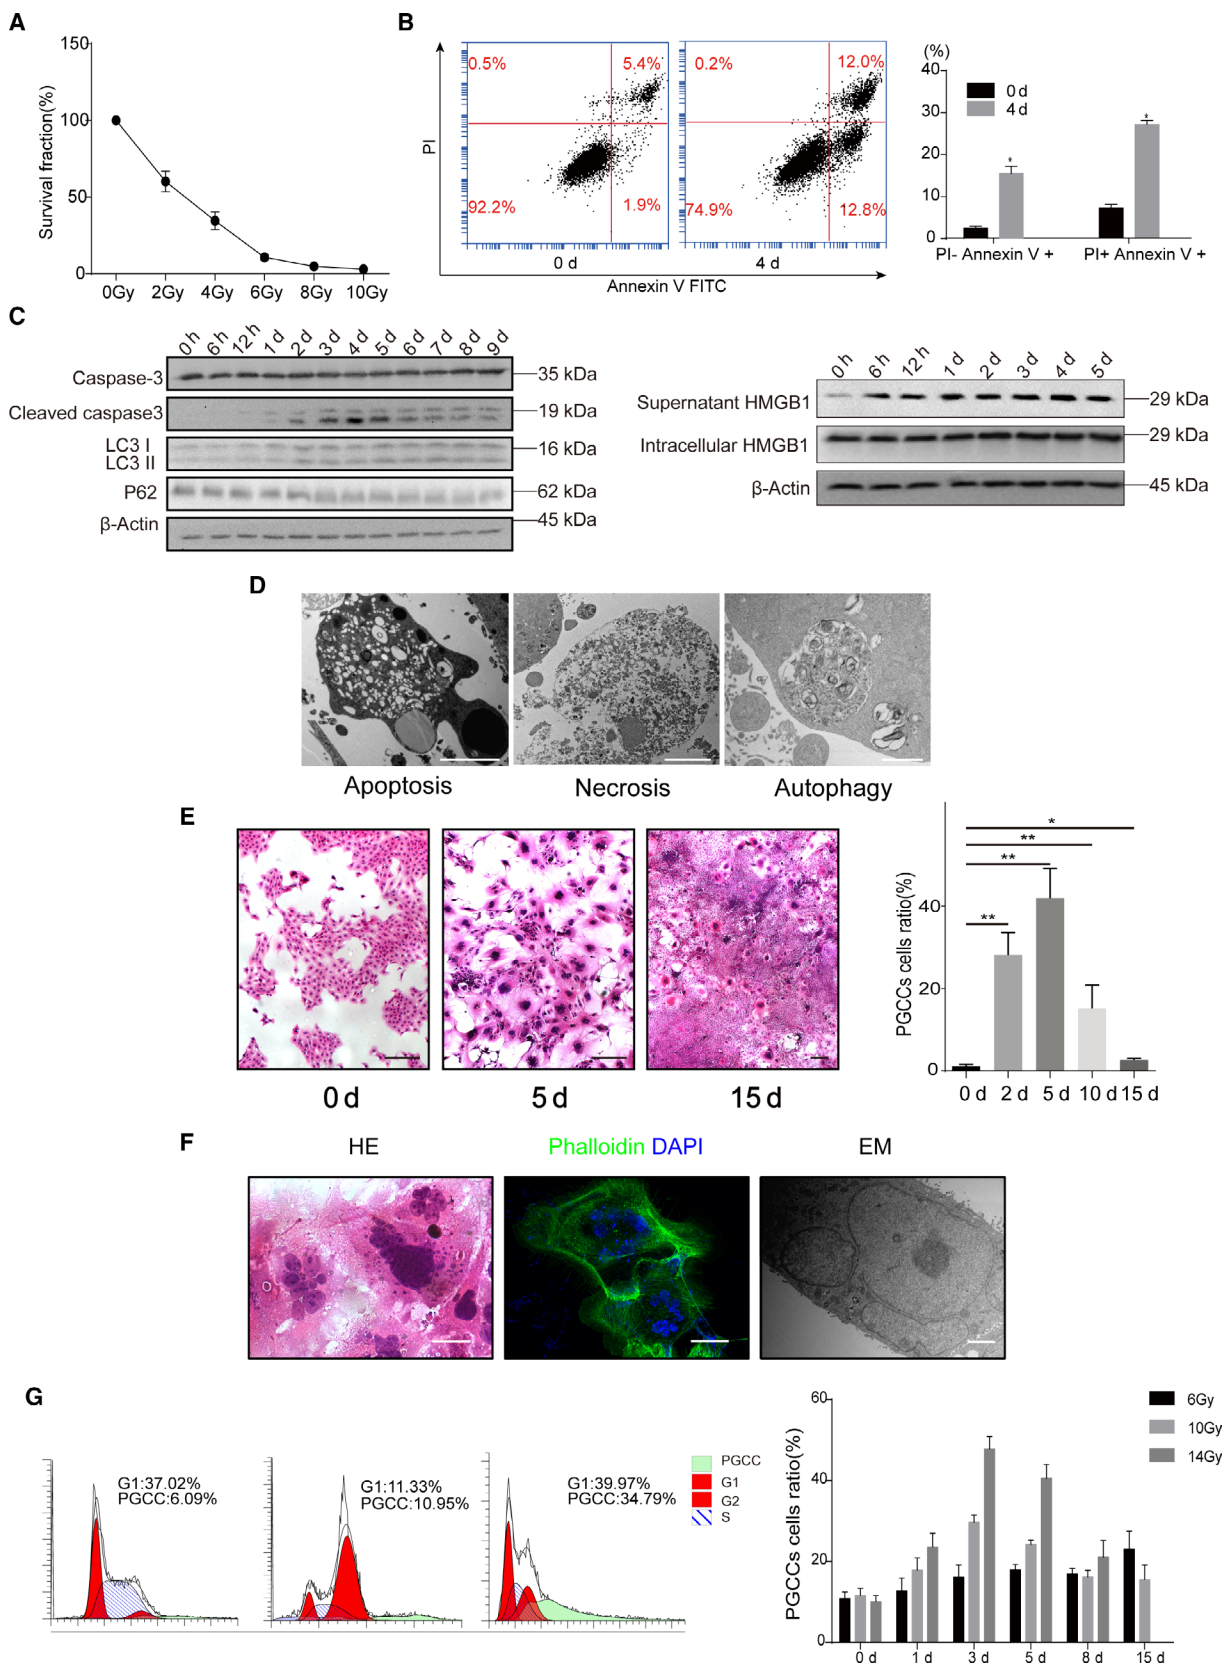 A
150
100
50
0
Survival fraction(%)
0Gy 2Gy 4Gy 6Gy 8Gy 10Gy
B
PI
0.5% 5.4%
92.2% 1.9%
0.2% 12.0%
74.9% 12.8%
0 d 4 d
Annexin V FITC
(%)
40
30
20
10
0
0 d
4 d
* *
PI- Annexin V + PI+ Annexin V +
C
0 h 6 h 12 h 1 d 2 d 3 d 4 d 5 d 6 d 7 d 8 d 9 d
Caspase-3 35 kDa
Cleaved caspase3 19 kDa
LC3 I 16 kDa
LC3 II
P62 62 kDa
β-Actin 45 kDa
0 h 6 h 12 h 1 d 2 d 3 d 4 d 5 d
Supernatant HMGB1 29 kDa
Intracellular HMGB1 29 kDa
β-Actin 45 kDa
D
Apoptosis Necrosis Autophagy
E
0 d 5 d 15 d
PGCCs cells ratio(%)
40
20
0
*
**
**
**
0 d 2 d 5 d 10 d 15 d
F
HE Phalloidin DAPI EM
G
G1:37.02%
PGCC:6.09%
G1:11.33%
PGCC:10.95%
G1:39.97%
PGCC:34.79%
PGCC
G1
G2
S
PGCCs cells ratio(%)
60
40
20
0
6Gy
10Gy
14Gy
0 d 1 d 3 d 5 d 8 d 15 d